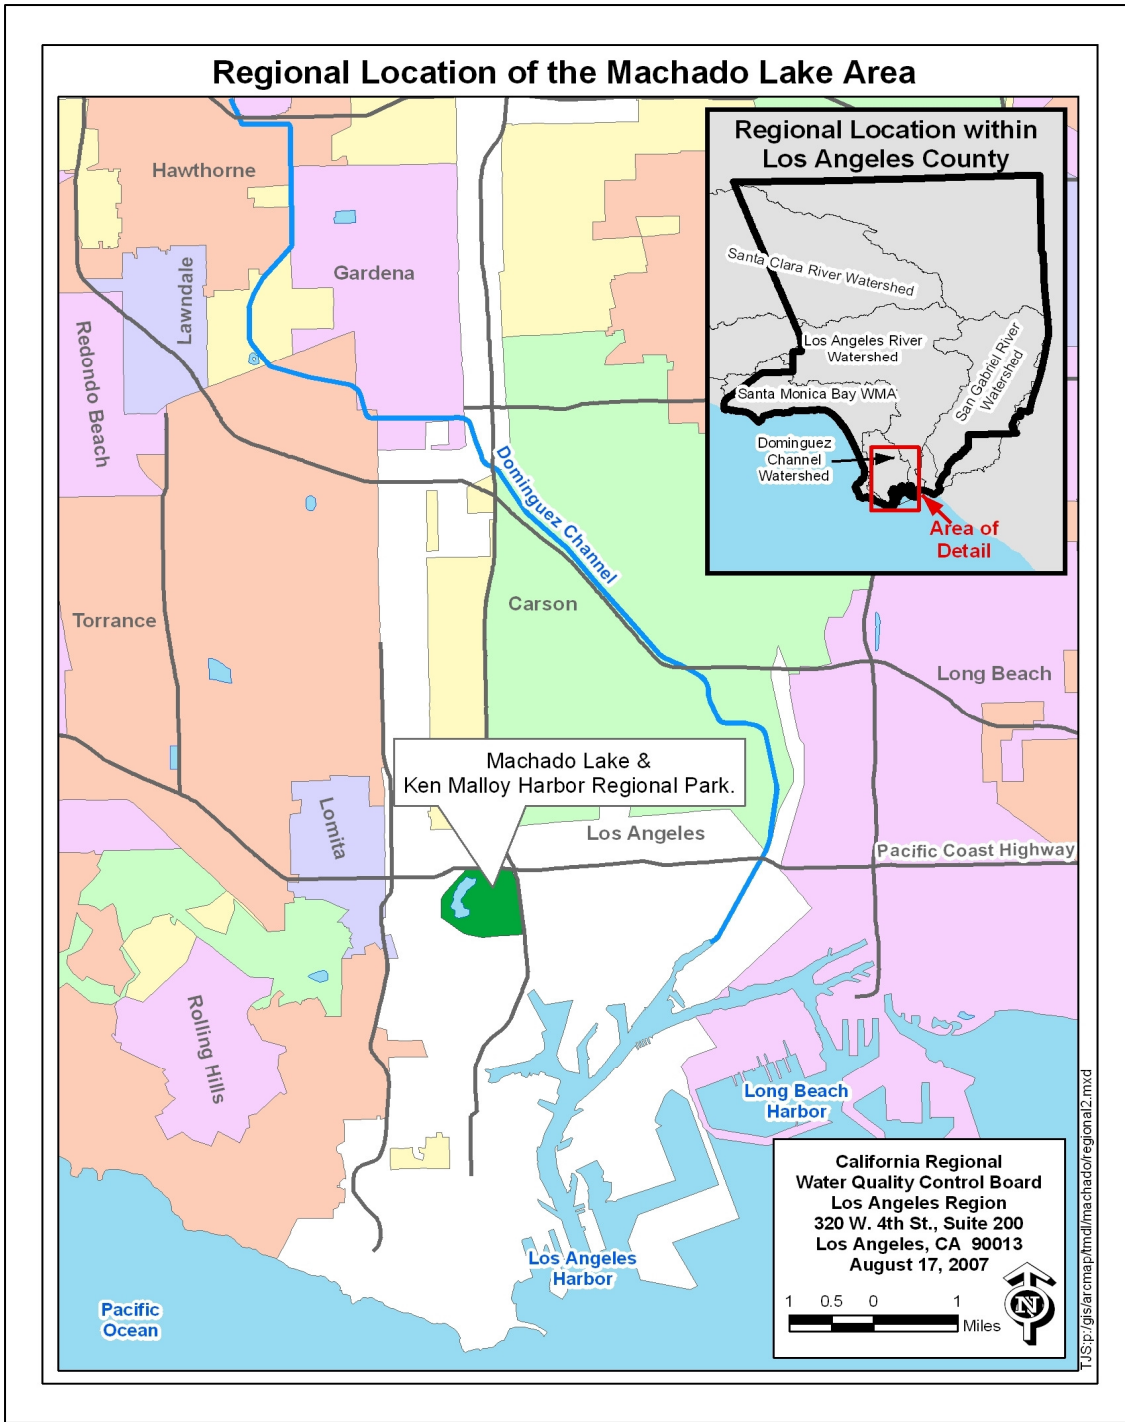 Regional Location of the Machado Lake Area
Regional Location within
Los Angeles County
Santa Clara River Watershed
Los Angeles River
Watershed
San Gabriel River
Watershed
Santa Monica Bay WMA
Dominguez
Channel
Watershed
Area of
Detail
Hawthorne
Gardena
Lawndale
Redondo Beach
Dominguez Channel
Carson
Torrance
Long Beach
Machado Lake &
Ken Malloy Harbor Regional Park.
Lomita
Los Angeles
Pacific Coast Highway
Rolling Hills
Long Beach
Harbor
Los Angeles
Harbor
Pacific
Ocean
California Regional
Water Quality Control Board
Los Angeles Region
320 W. 4th St., Suite 200
Los Angeles, CA 90013
August 17, 2007
1 0.5 0 1
Miles
N
TJS:p:/gis/arcmap/tmdl/machado/regional2.mxd